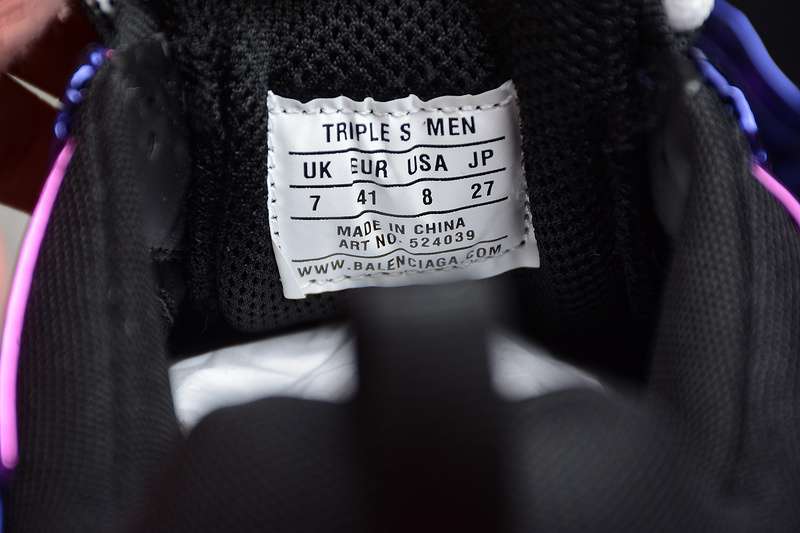 TRIPLE S MEN
UK EUR USA JP
7 41 8 27
MADE IN CHINA
ART NO. 524039
WWW.BALENCIAGA.COM